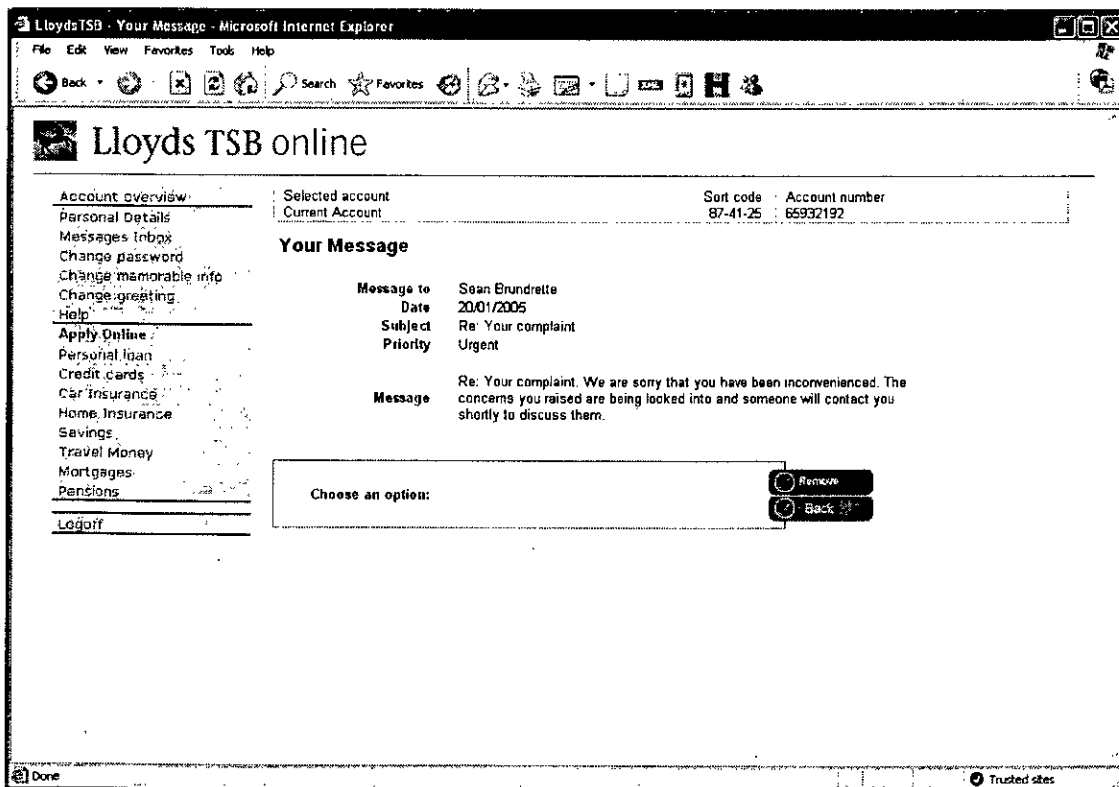 LloydsTSB - Your Message - Microsoft Internet Explorer
File Edit View Favorites Tools Help
Back Search Favorites
Lloyds TSB online
Account overview
Personal Details
Messages Inbox
Change password
Change memorable info
Change greeting
Help
Apply Online
Personal loan
Credit cards
Car Insurance
Home Insurance
Savings
Travel Money
Mortgages
Pensions
Logoff
Selected account Sort code Account number
Current Account 87-41-25 65932192
Your Message
Message to Sean Brundrette
Date 20/01/2005
Subject Re: Your complaint
Priority Urgent
Message Re: Your complaint. We are sorry that you have been inconvenienced. The
concerns you raised are being looked into and someone will contact you
shortly to discuss them.
Choose an option:
Remove
Back
Done Trusted sites